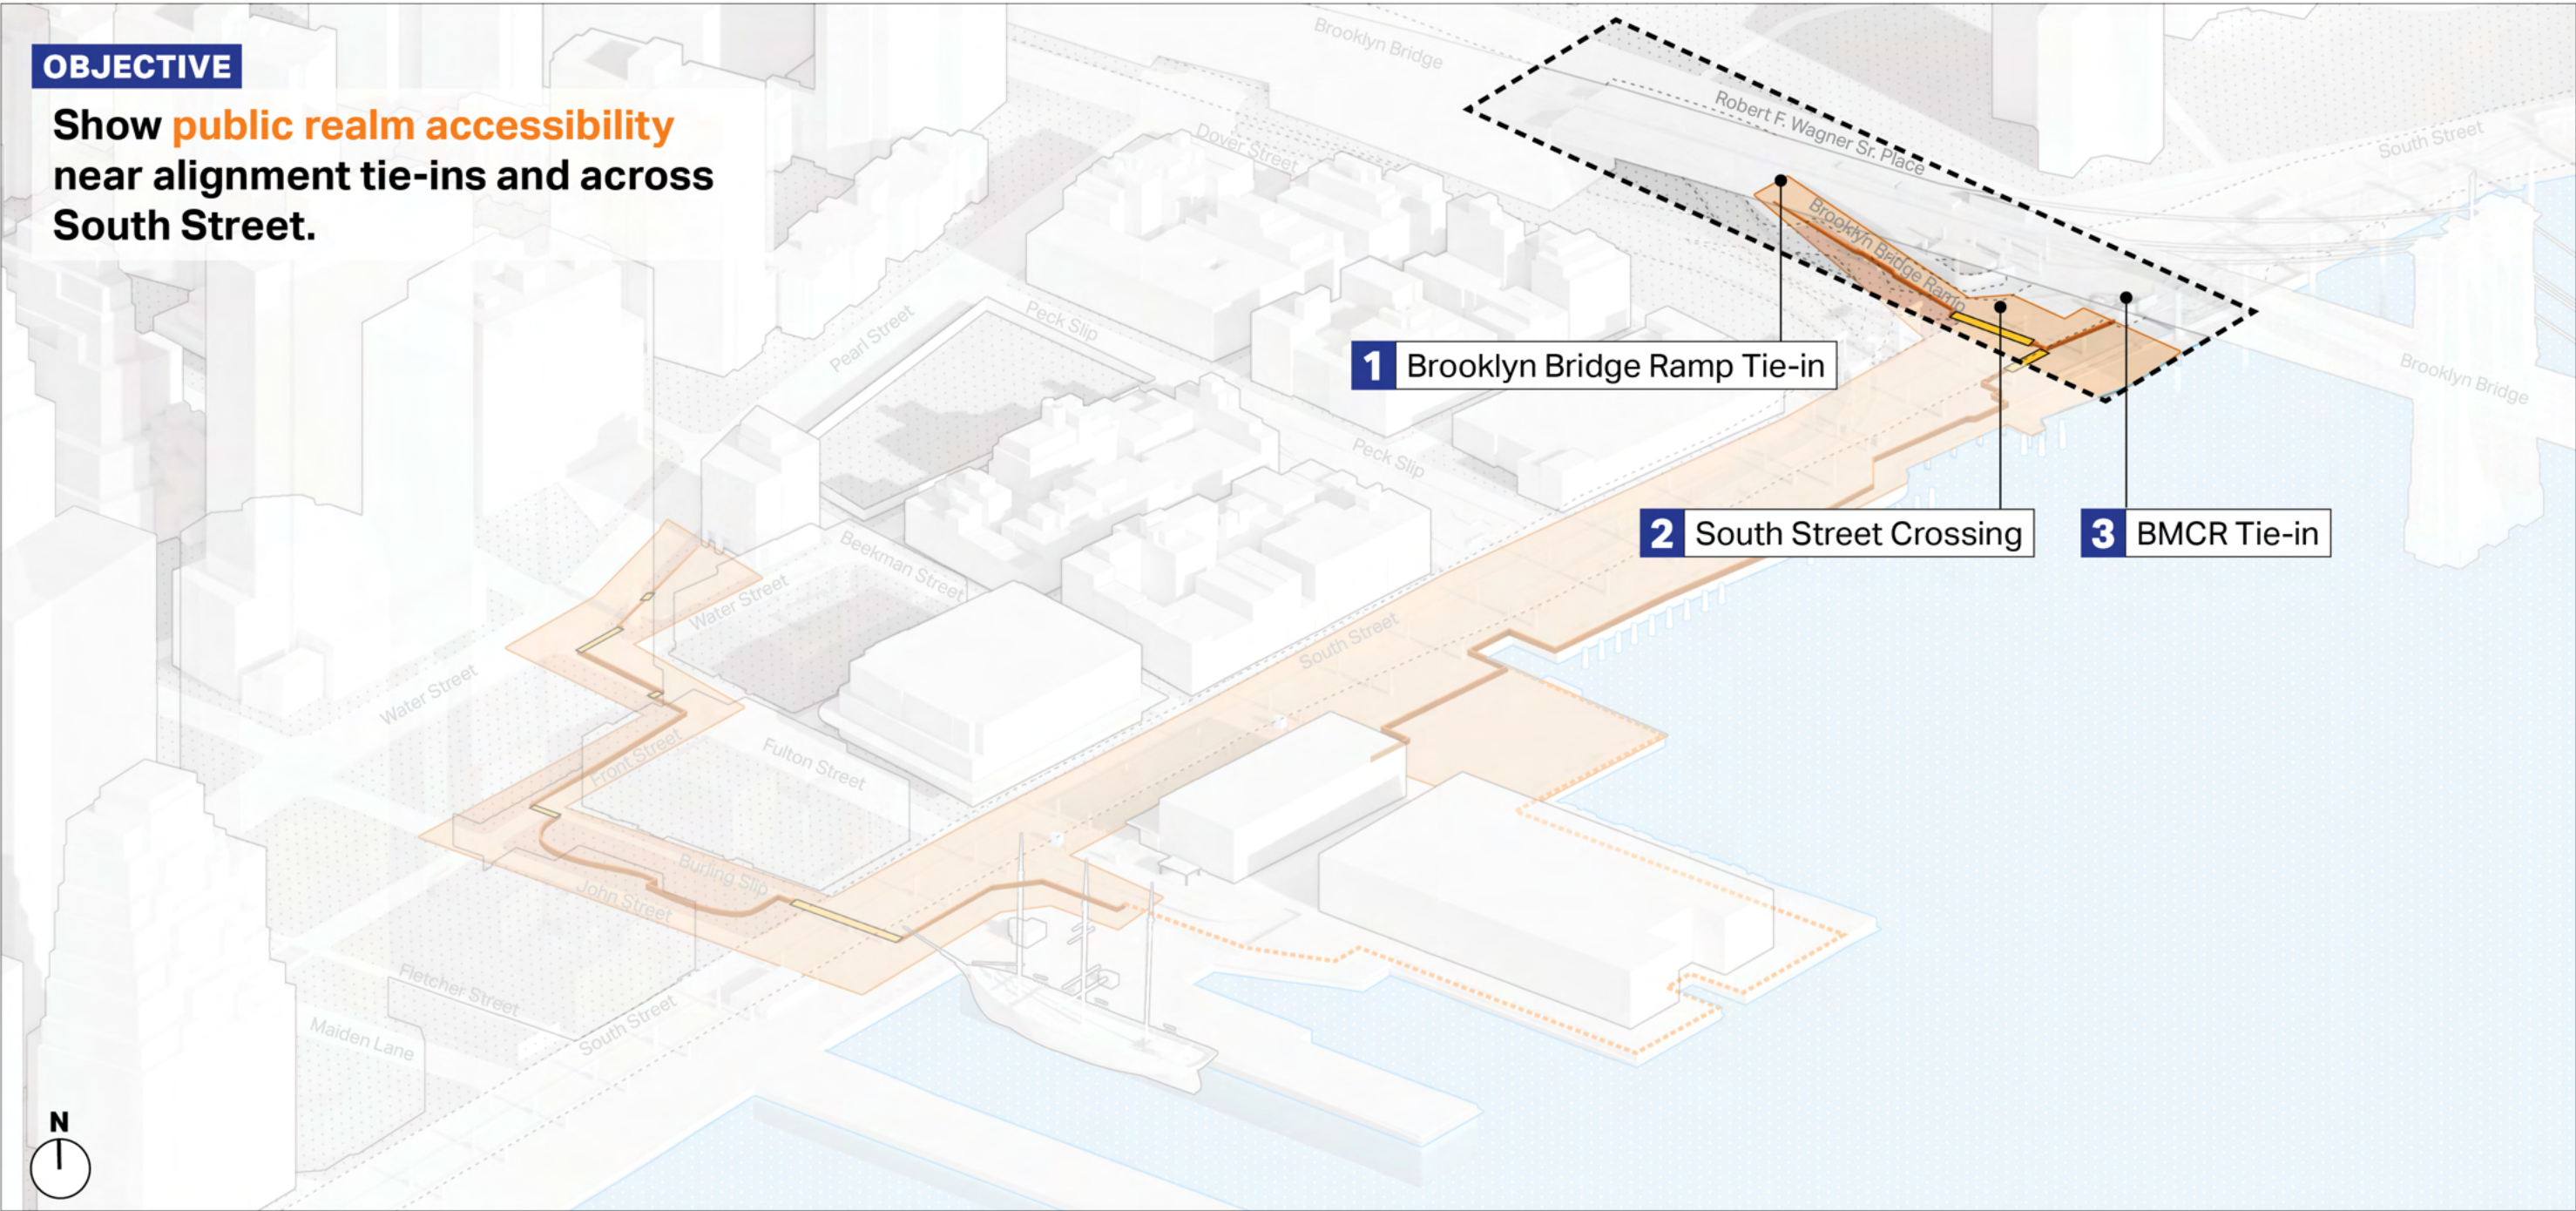 OBJECTIVE
Show public realm accessibility
near alignment tie-ins and across
South Street.
Brooklyn Bridge
Robert F. Wagner Sr. Place
South Street
Dover Street
Brooklyn Bridge Ramp
Pearl Street
Peck Slip
1 Brooklyn Bridge Ramp Tie-in
Brooklyn Bridge
Peck Slip
2 South Street Crossing
3 BMCR Tie-in
Beekman Street
Water Street
South Street
Water Street
Front Street
Fulton Street
Burling Slip
John Street
Fletcher Street
South Street
Maiden Lane
N